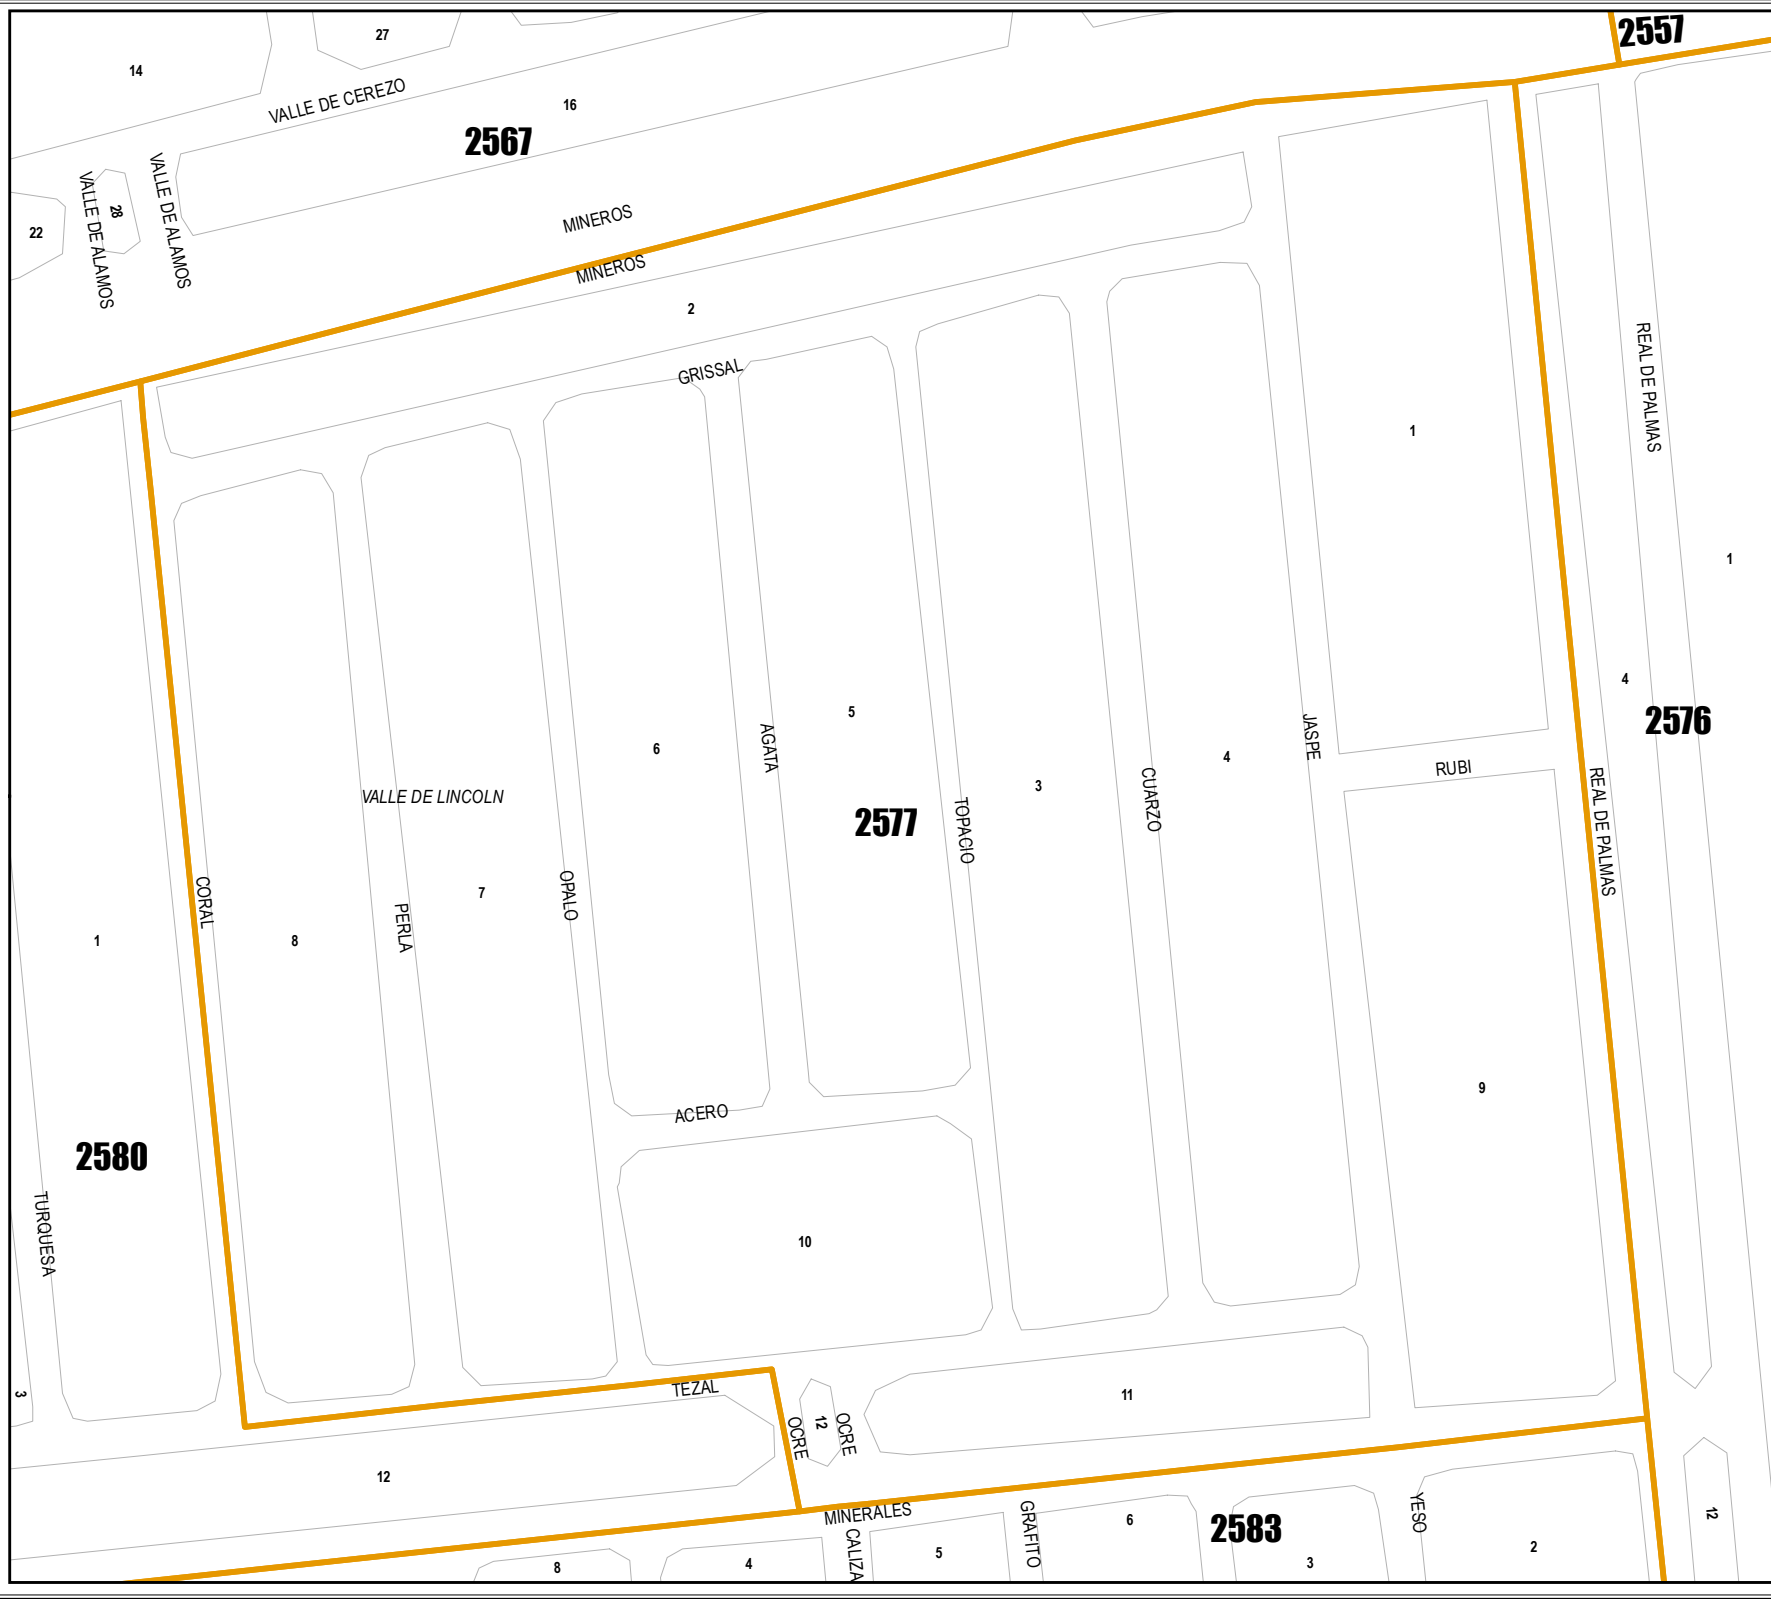 2557
27
14
VALLE DE CEREZO
16
2567
VALLE DE ALAMOS
VALLE DE ALAMOS
28
22
MINEROS
MINEROS
2
GRISSAL
REAL DE PALMAS
1
1
4
2576
5
6
AGATA
JASPE
4
RUBI
3
CUARZO
VALLE DE LINCOLN
2577
TOPACIO
REAL DE PALMAS
7
OPALO
CORAL
PERLA
1
8
9
ACERO
2580
TURQUESA
10
TEZAL
3
11
OCRE
12
OCRE
12
MINERALES
GRAFITO
6
2583
YESO
12
CALIZA
5
2
3
4
8